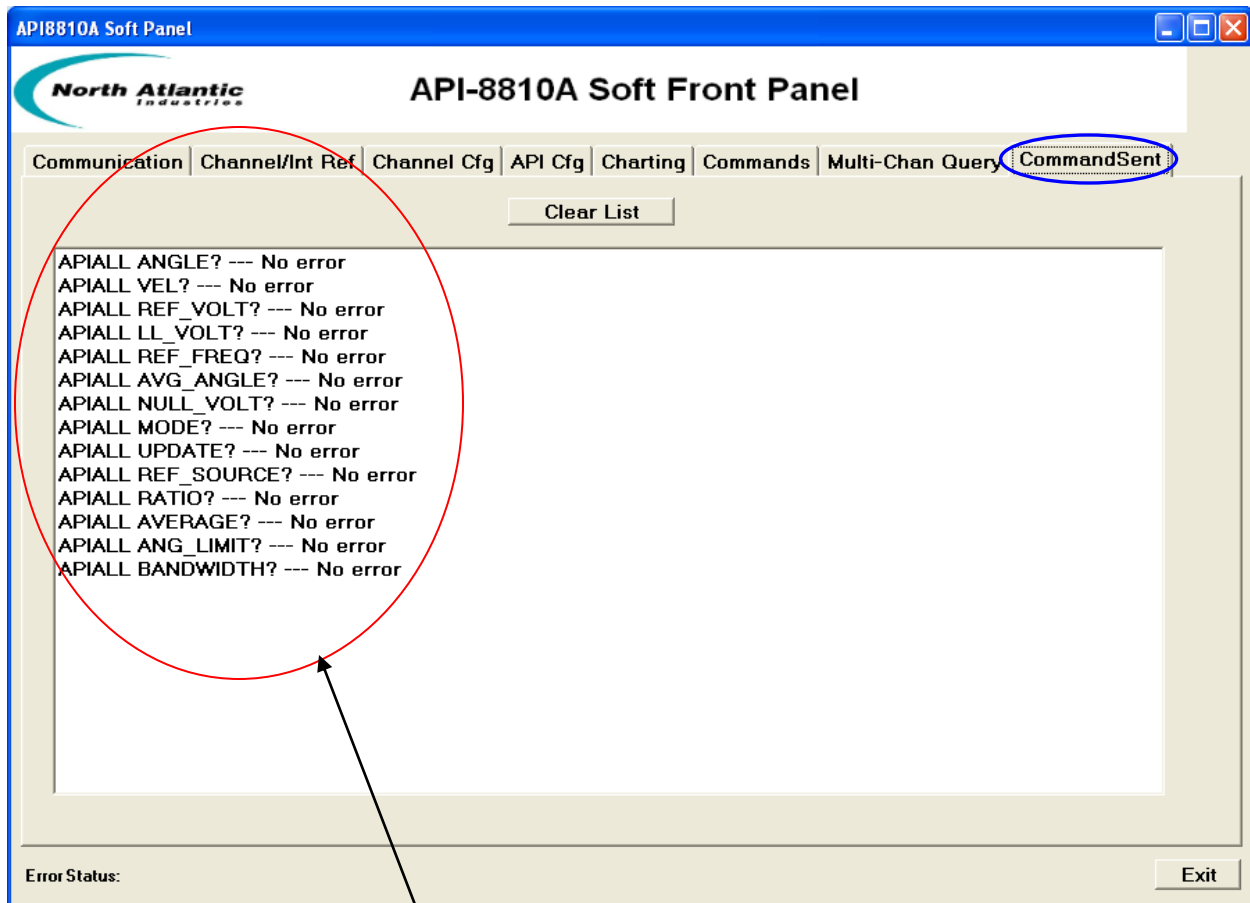 API8810A Soft Panel
North Atlantic
Industries
API-8810A Soft Front Panel
Communication Channel/Int Ref Channel Cfg API Cfg Charting Commands Multi-Chan Query CommandSent
Clear List
APIALL ANGLE? --- No error
APIALL VEL? --- No error
APIALL REF_VOLT? --- No error
APIALL LL_VOLT? --- No error
APIALL REF_FREQ? --- No error
APIALL AVG_ANGLE? --- No error
APIALL NULL_VOLT? --- No error
APIALL MODE? --- No error
APIALL UPDATE? --- No error
APIALL REF_SOURCE? --- No error
APIALL RATIO? --- No error
APIALL AVERAGE? --- No error
APIALL ANG_LIMIT? --- No error
APIALL BANDWIDTH? --- No error
Error Status:
Exit